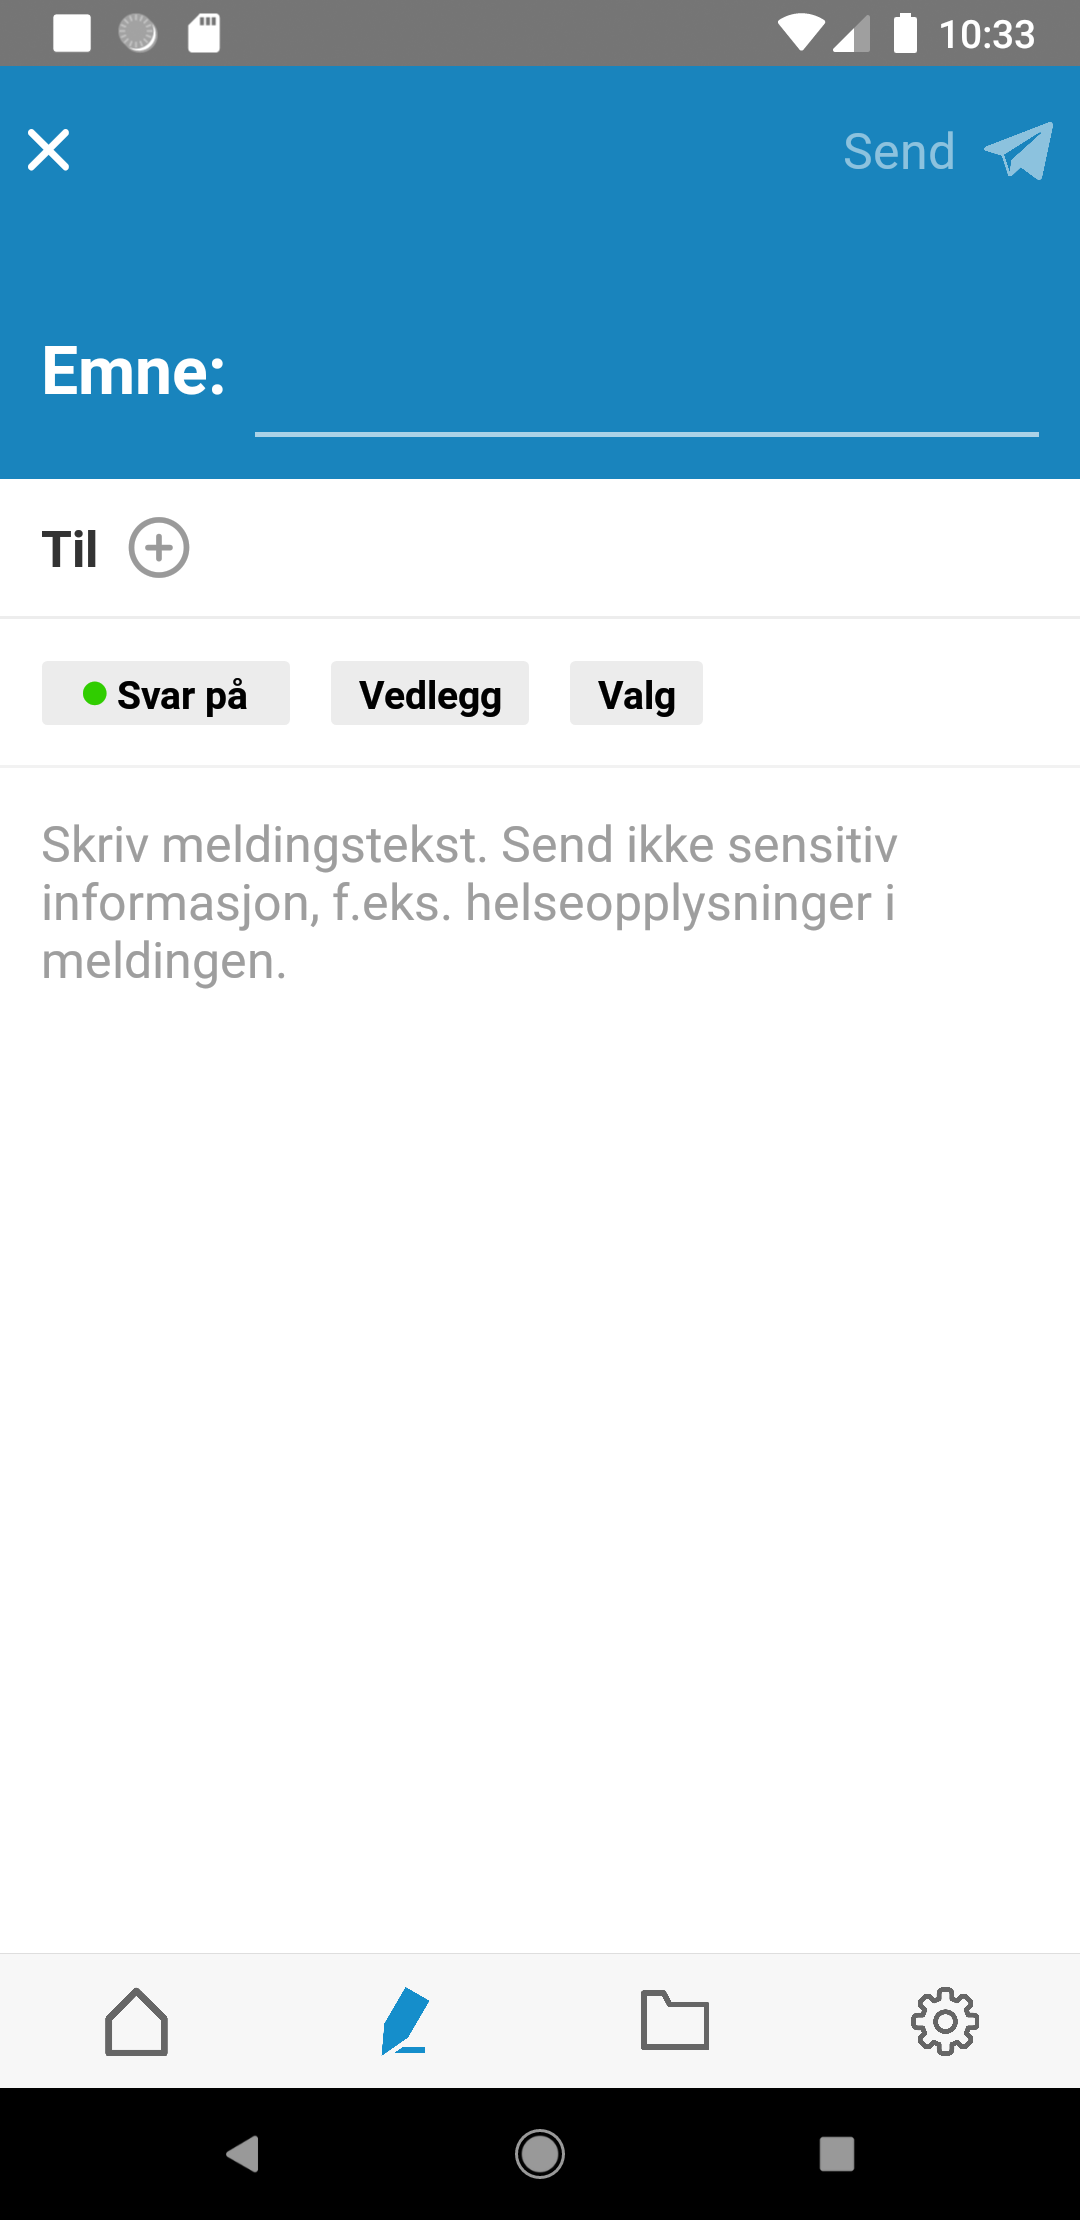 10:33
Send
Emne:
Til
Svar på
Vedlegg
Valg
Skriv meldingstekst. Send ikke sensitiv
informasjon, f.eks. helseopplysninger i
meldingen.